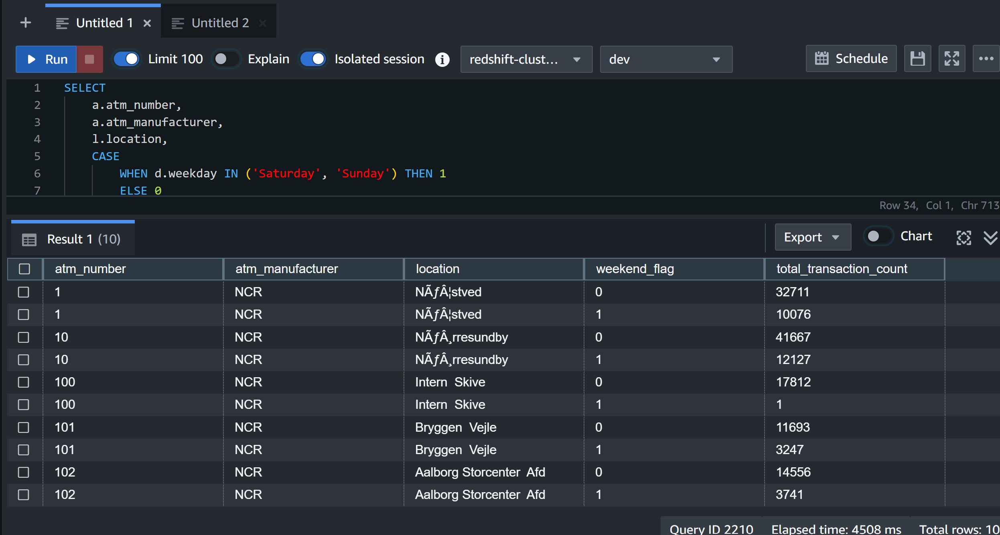 Untitled 1
Untitled 2
Run Limit 100 Explain Isolated session redshift-clust... dev Schedule
1 SELECT
2 a.atm_number,
3 a.atm_manufacturer,
4 l.location,
5 CASE
6 WHEN d.weekday IN ('Saturday', 'Sunday') THEN 1
7 ELSE 0
Row 34, Col 1, Chr 713
Result 1 (10) Export Chart
atm_number atm_manufacturer location weekend_flag total_transaction_count
1 NCR NÃƒÂ¦stved 0 32711
1 NCR NÃƒÂ¦stved 1 10076
10 NCR NÃƒÂ¸rresundby 0 41667
10 NCR NÃƒÂ¸rresundby 1 12127
100 NCR Intern  Skive 0 17812
100 NCR Intern  Skive 1 1
101 NCR Bryggen  Vejle 0 11693
101 NCR Bryggen  Vejle 1 3247
102 NCR Aalborg Storcenter  Afd 0 14556
102 NCR Aalborg Storcenter  Afd 1 3741
Query ID 2210 Elapsed time: 4508 ms Total rows: 10